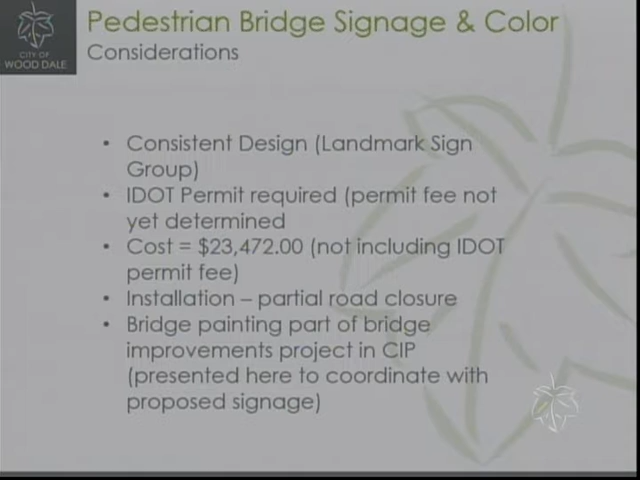 Pedestrian Bridge Signage & Color
Considerations
CITY OF
WOOD DALE
• Consistent Design (Landmark Sign
Group)
• IDOT Permit required (permit fee not
yet determined
• Cost = $23,472.00 (not including IDOT
permit fee)
• Installation – partial road closure
• Bridge painting part of bridge
improvements project in CIP
(presented here to coordinate with
proposed signage)